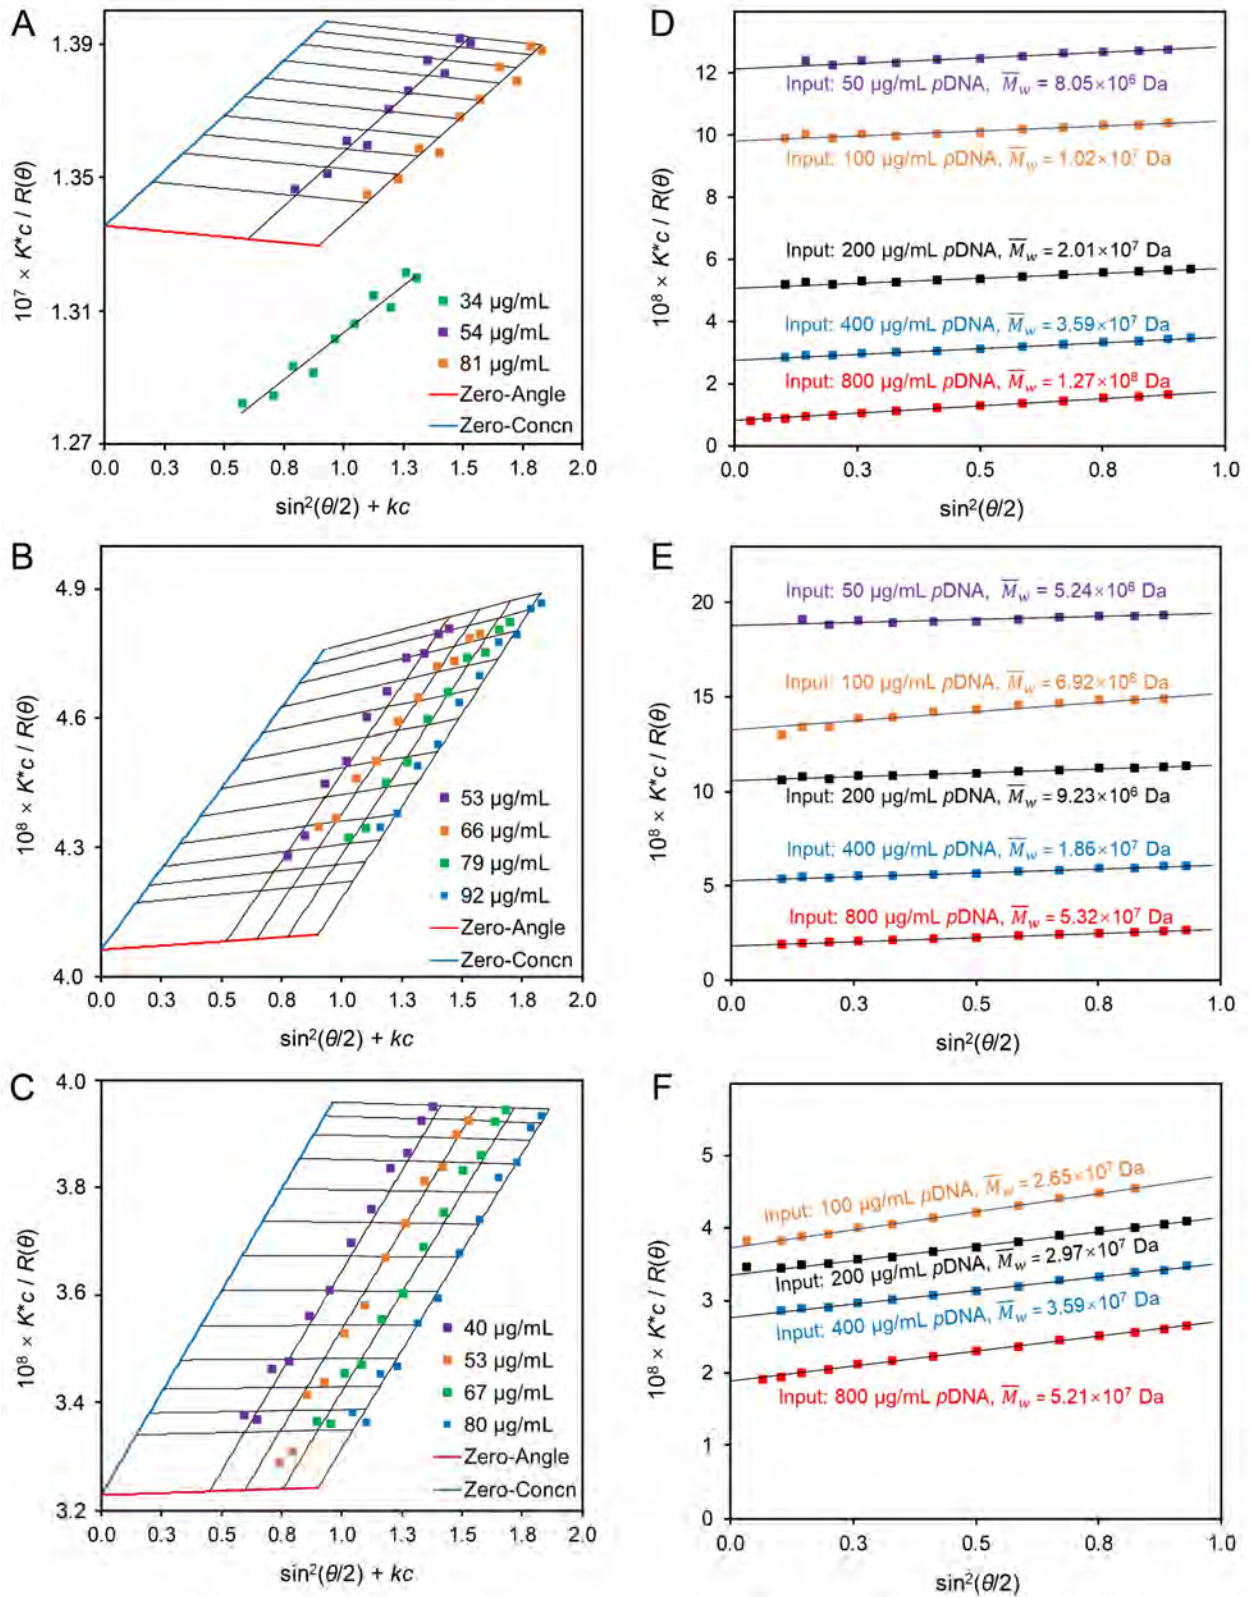 A
10⁷ × K*c / R(θ)
1.39
1.35
1.31
1.27
34 µg/mL
54 µg/mL
81 µg/mL
Zero-Angle
Zero-Concn
0.0 0.3 0.5 0.8 1.0 1.3 1.5 1.8 2.0
sin²(θ/2) + kc
D
10⁸ × K*c / R(θ)
12
10
8
6
4
2
0
Input: 50 µg/mL pDNA, M̅w = 8.05×10⁶ Da
Input: 100 µg/mL pDNA, M̅w = 1.02×10⁷ Da
Input: 200 µg/mL pDNA, M̅w = 2.01×10⁷ Da
Input: 400 µg/mL pDNA, M̅w = 3.59×10⁷ Da
Input: 800 µg/mL pDNA, M̅w = 1.27×10⁸ Da
0.0 0.3 0.5 0.8 1.0
sin²(θ/2)
B
10⁸ × K*c / R(θ)
4.9
4.6
4.3
4.0
53 µg/mL
66 µg/mL
79 µg/mL
92 µg/mL
Zero-Angle
Zero-Concn
0.0 0.3 0.5 0.8 1.0 1.3 1.5 1.8 2.0
sin²(θ/2) + kc
E
10⁸ × K*c / R(θ)
20
15
10
5
0
Input: 50 µg/mL pDNA, M̅w = 5.24×10⁶ Da
Input: 100 µg/mL pDNA, M̅w = 6.92×10⁶ Da
Input: 200 µg/mL pDNA, M̅w = 9.23×10⁶ Da
Input: 400 µg/mL pDNA, M̅w = 1.86×10⁷ Da
Input: 800 µg/mL pDNA, M̅w = 5.32×10⁷ Da
0.0 0.3 0.5 0.8 1.0
sin²(θ/2)
C
10⁸ × K*c / R(θ)
4.0
3.8
3.6
3.4
3.2
40 µg/mL
53 µg/mL
67 µg/mL
80 µg/mL
Zero-Angle
Zero-Concn
0.0 0.3 0.5 0.8 1.0 1.3 1.5 1.8 2.0
sin²(θ/2) + kc
F
10⁸ × K*c / R(θ)
5
4
3
2
1
0
Input: 100 µg/mL pDNA, M̅w = 2.65×10⁷ Da
Input: 200 µg/mL pDNA, M̅w = 2.97×10⁷ Da
Input: 400 µg/mL pDNA, M̅w = 3.59×10⁷ Da
Input: 800 µg/mL pDNA, M̅w = 5.21×10⁷ Da
0.0 0.3 0.5 0.8 1.0
sin²(θ/2)